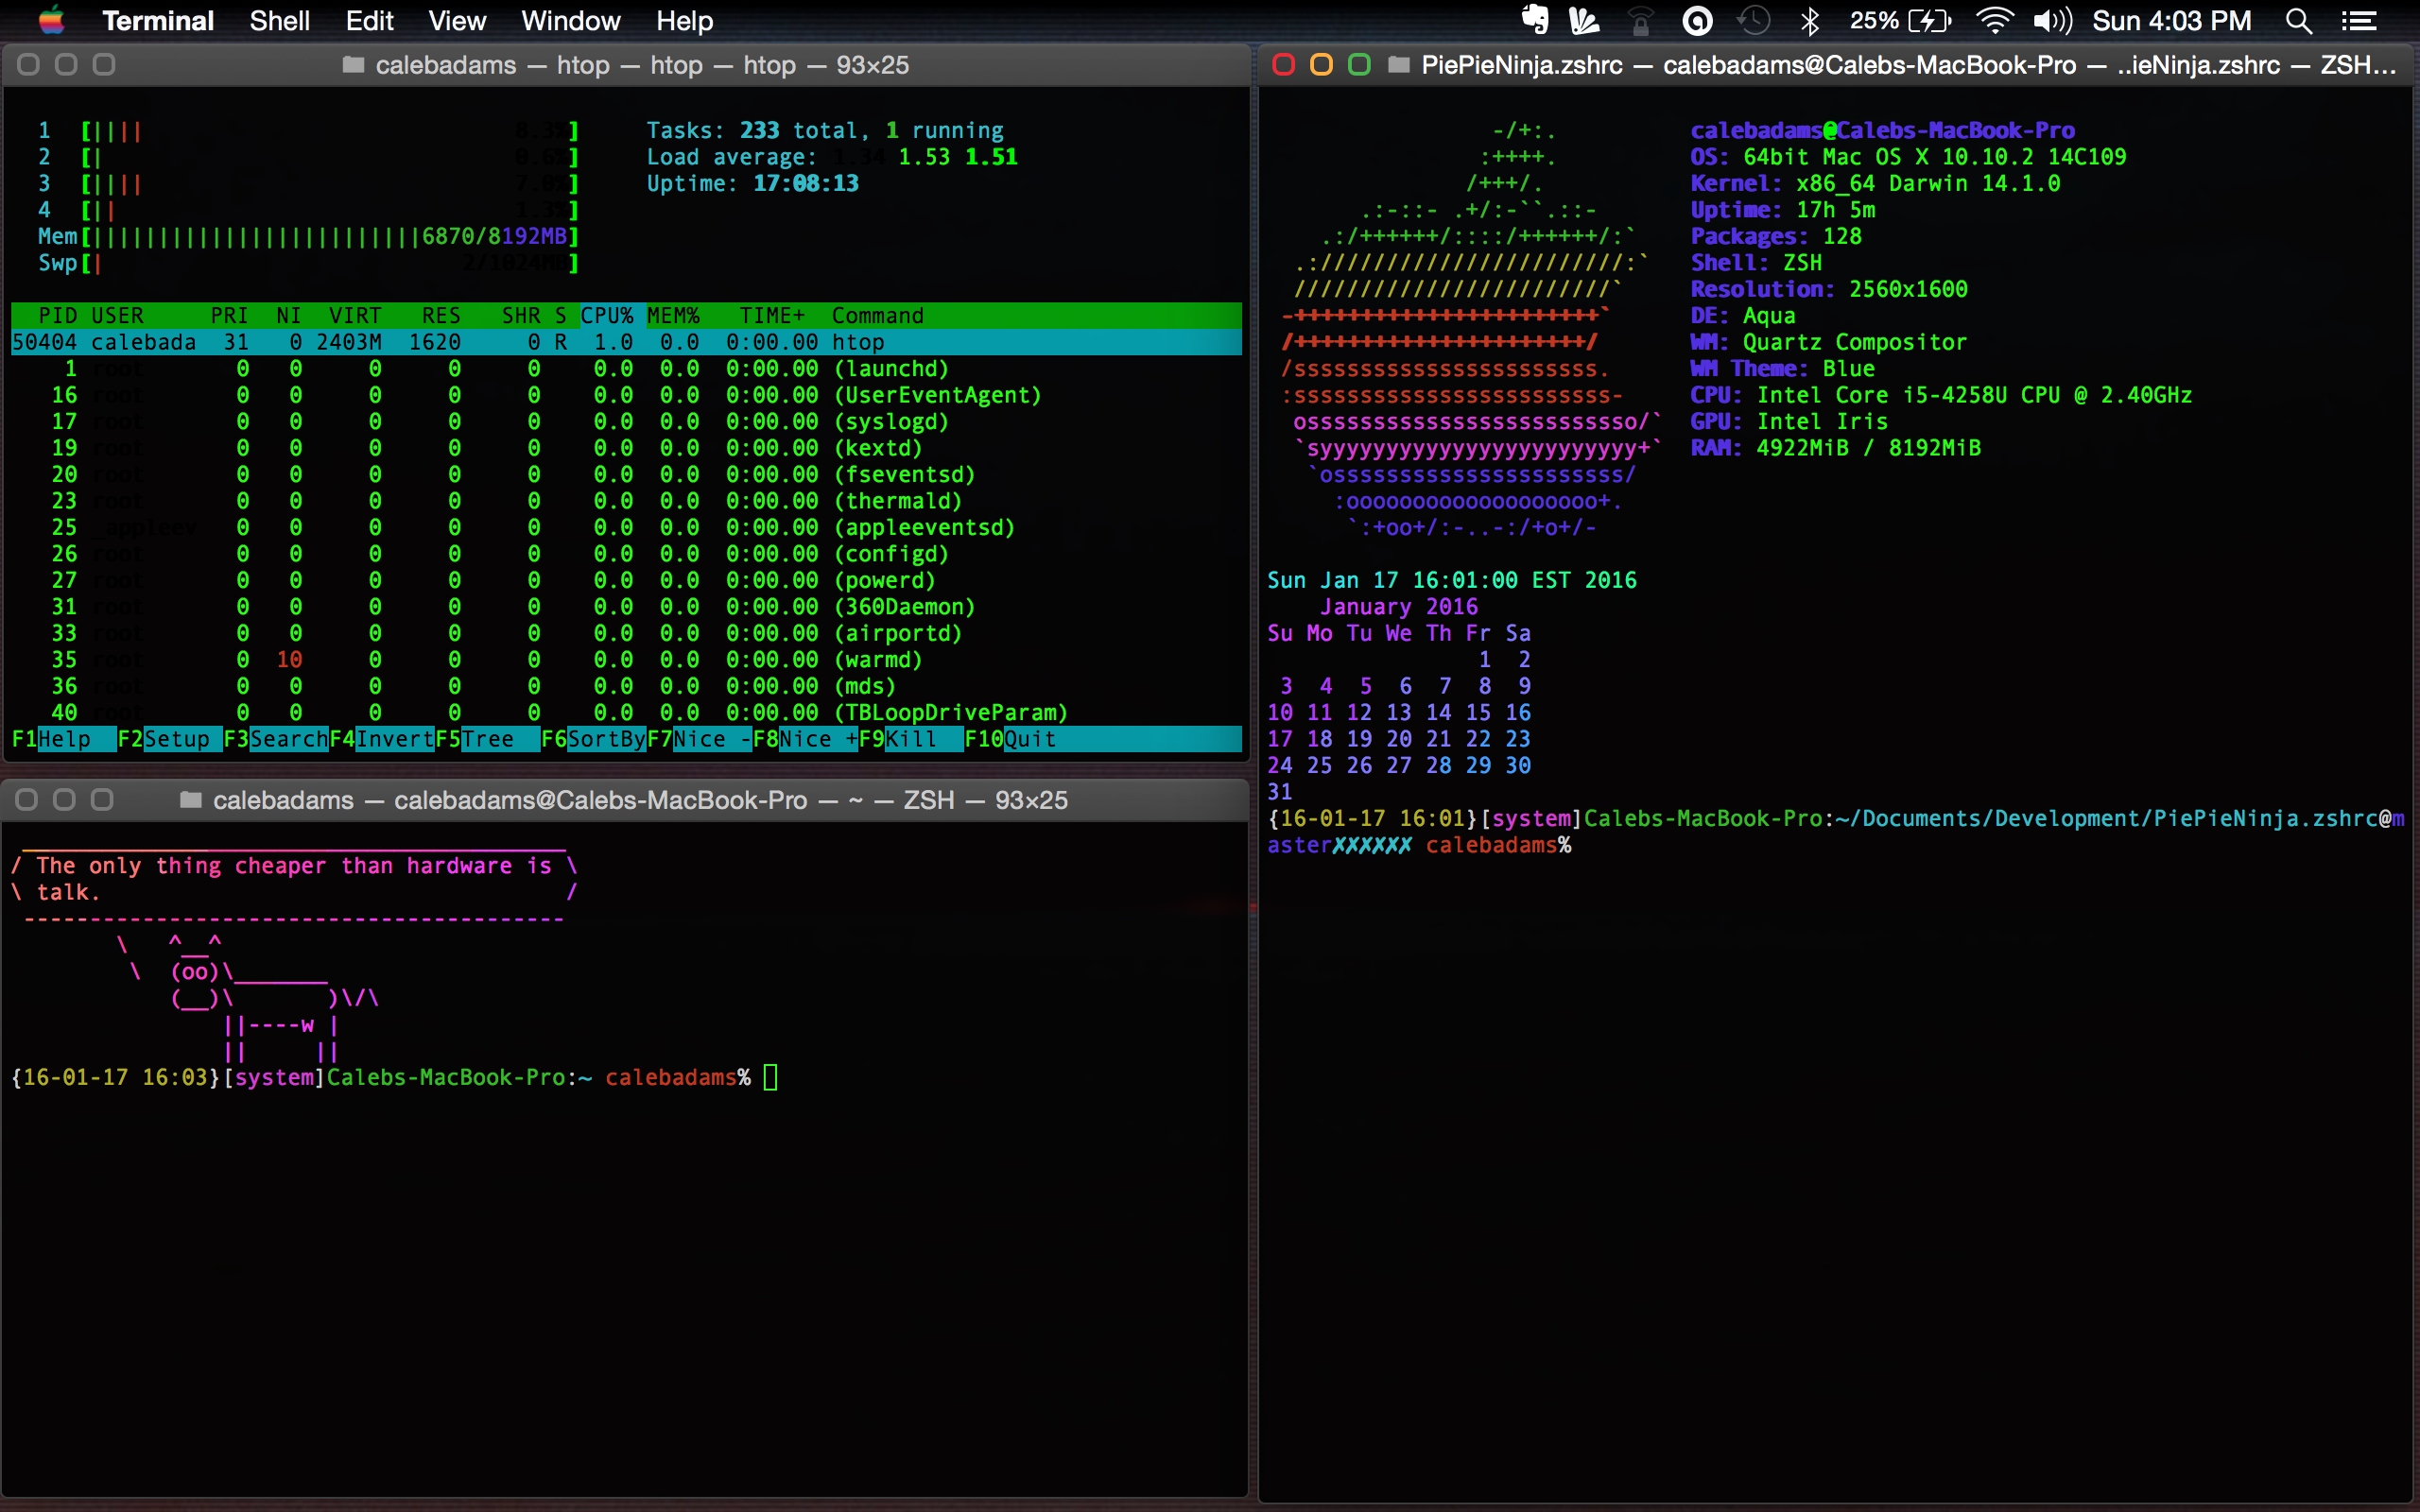 Terminal Shell Edit View Window Help 25% Sun 4:03 PM
calebadams — htop — htop — htop — 93×25
1 [|||| 8.3%] Tasks: 233 total, 1 running
2 [| 0.6%] Load average: 1.34 1.53 1.51
3 [|||| 7.0%] Uptime: 17:08:13
4 [|| 1.3%]
Mem[|||||||||||||||||||||||||6870/8192MB]
Swp[| 2/1024MB]
PID USER PRI NI VIRT RES SHR S CPU% MEM% TIME+ Command
50404 calebada 31 0 2403M 1620 0 R 1.0 0.0 0:00.00 htop
1 root 0 0 0 0 0 0.0 0.0 0:00.00 (launchd)
16 root 0 0 0 0 0 0.0 0.0 0:00.00 (UserEventAgent)
17 root 0 0 0 0 0 0.0 0.0 0:00.00 (syslogd)
19 root 0 0 0 0 0 0.0 0.0 0:00.00 (kextd)
20 root 0 0 0 0 0 0.0 0.0 0:00.00 (fseventsd)
23 root 0 0 0 0 0 0.0 0.0 0:00.00 (thermald)
25 _appleev 0 0 0 0 0 0.0 0.0 0:00.00 (appleeventsd)
26 root 0 0 0 0 0 0.0 0.0 0:00.00 (configd)
27 root 0 0 0 0 0 0.0 0.0 0:00.00 (powerd)
31 root 0 0 0 0 0 0.0 0.0 0:00.00 (360Daemon)
33 root 0 0 0 0 0 0.0 0.0 0:00.00 (airportd)
35 root 0 10 0 0 0 0.0 0.0 0:00.00 (warmd)
36 root 0 0 0 0 0 0.0 0.0 0:00.00 (mds)
40 root 0 0 0 0 0 0.0 0.0 0:00.00 (TBLoopDriveParam)
F1Help F2Setup F3SearchF4InvertF5Tree F6SortByF7Nice -F8Nice +F9Kill F10Quit
calebadams — calebadams@Calebs-MacBook-Pro — ~ — ZSH — 93×25
/ The only thing cheaper than hardware is \
\ talk. /
-----------------------------------------
\ ^__^
\ (oo)\_______
(__)\ )\/\
||----w |
|| ||
{16-01-17 16:03}[system]Calebs-MacBook-Pro:~ calebadams%
PiePieNinja.zshrc — calebadams@Calebs-MacBook-Pro — ..ieNinja.zshrc — ZSH...
-/+:. calebadams@Calebs-MacBook-Pro
:++++. OS: 64bit Mac OS X 10.10.2 14C109
/+++/. Kernel: x86_64 Darwin 14.1.0
.:-::- .+/:-``.::- Uptime: 17h 5m
.:/++++++/::::/++++++/:` Packages: 128
.:///////////////////////:` Shell: ZSH
////////////////////////` Resolution: 2560x1600
-+++++++++++++++++++++++` DE: Aqua
/++++++++++++++++++++++/ WM: Quartz Compositor
/sssssssssssssssssssssss. WM Theme: Blue
:ssssssssssssssssssssssss- CPU: Intel Core i5-4258U CPU @ 2.40GHz
osssssssssssssssssssssssso/` GPU: Intel Iris
`syyyyyyyyyyyyyyyyyyyyyyyy+` RAM: 4922MiB / 8192MiB
`ossssssssssssssssssssss/
:ooooooooooooooooooo+.
`:+oo+/:-..-:/+o+/-
Sun Jan 17 16:01:00 EST 2016
January 2016
Su Mo Tu We Th Fr Sa
1 2
3 4 5 6 7 8 9
10 11 12 13 14 15 16
17 18 19 20 21 22 23
24 25 26 27 28 29 30
31
{16-01-17 16:01}[system]Calebs-MacBook-Pro:~/Documents/Development/PiePieNinja.zshrc@m
aster✗✗✗✗✗✗ calebadams%